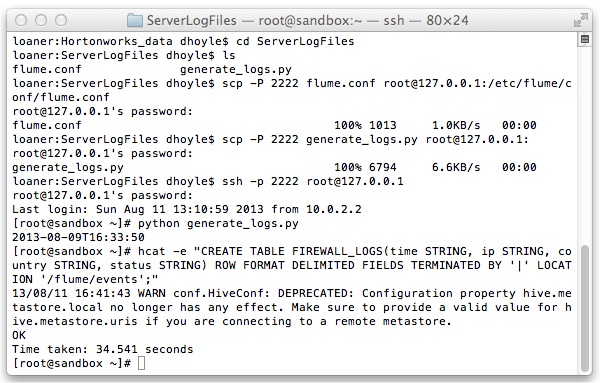 ServerLogFiles — root@sandbox:~ — ssh — 80×24
loaner:Hortonworks_data dhoyle$ cd ServerLogFiles
loaner:ServerLogFiles dhoyle$ ls
flume.conf generate_logs.py
loaner:ServerLogFiles dhoyle$ scp -P 2222 flume.conf root@127.0.0.1:/etc/flume/c
onf/flume.conf
root@127.0.0.1's password:
flume.conf 100% 1013 1.0KB/s 00:00
loaner:ServerLogFiles dhoyle$ scp -P 2222 generate_logs.py root@127.0.0.1:
root@127.0.0.1's password:
generate_logs.py 100% 6794 6.6KB/s 00:00
loaner:ServerLogFiles dhoyle$ ssh -p 2222 root@127.0.0.1
root@127.0.0.1's password:
Last login: Sun Aug 11 13:10:59 2013 from 10.0.2.2
[root@sandbox ~]# python generate_logs.py
2013-08-09T16:33:50
[root@sandbox ~]# hcat -e "CREATE TABLE FIREWALL_LOGS(time STRING, ip STRING, co
untry STRING, status STRING) ROW FORMAT DELIMITED FIELDS TERMINATED BY '|' LOCAT
ION '/flume/events';"
13/08/11 16:41:43 WARN conf.HiveConf: DEPRECATED: Configuration property hive.me
tastore.local no longer has any effect. Make sure to provide a valid value for h
ive.metastore.uris if you are connecting to a remote metastore.
OK
Time taken: 34.541 seconds
[root@sandbox ~]#